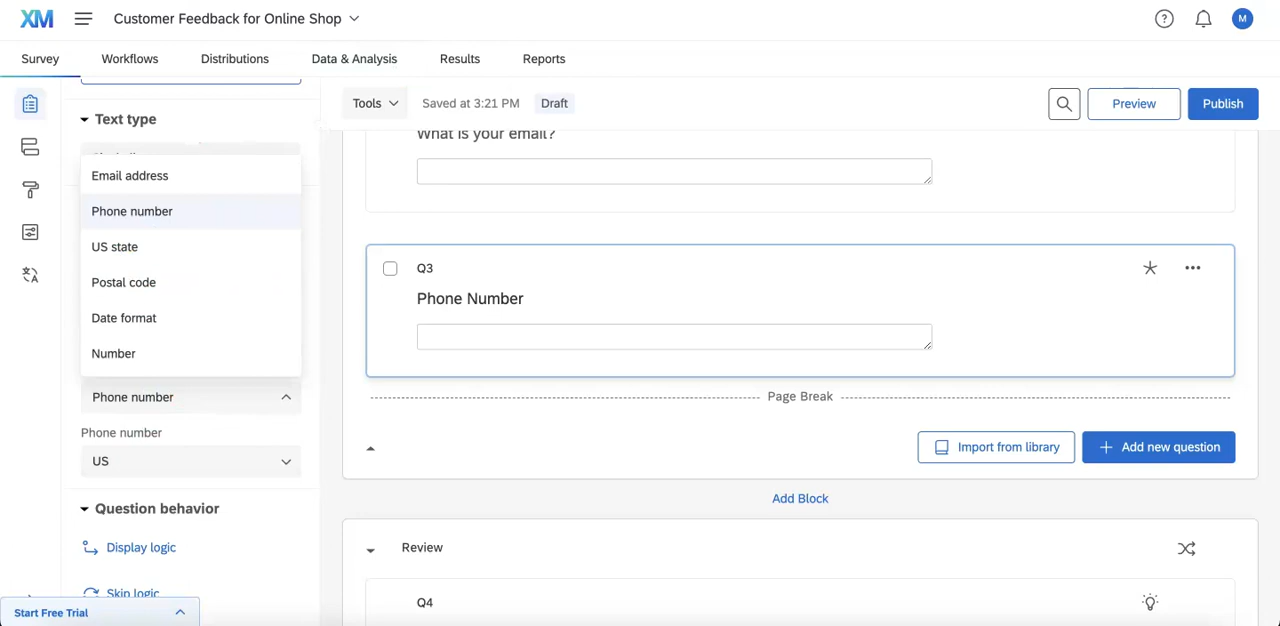 XM
Customer Feedback for Online Shop
?
M
Survey
Workflows
Distributions
Data & Analysis
Results
Reports
Tools
Saved at 3:21 PM
Draft
Preview
Publish
Text type
Email address
Phone number
US state
Postal code
Date format
Number
Phone number
Phone number
US
Question behavior
Display logic
Skip logic
Start Free Trial
What is your email?
Q3
Phone Number
Page Break
Import from library
Add new question
Add Block
Review
Q4